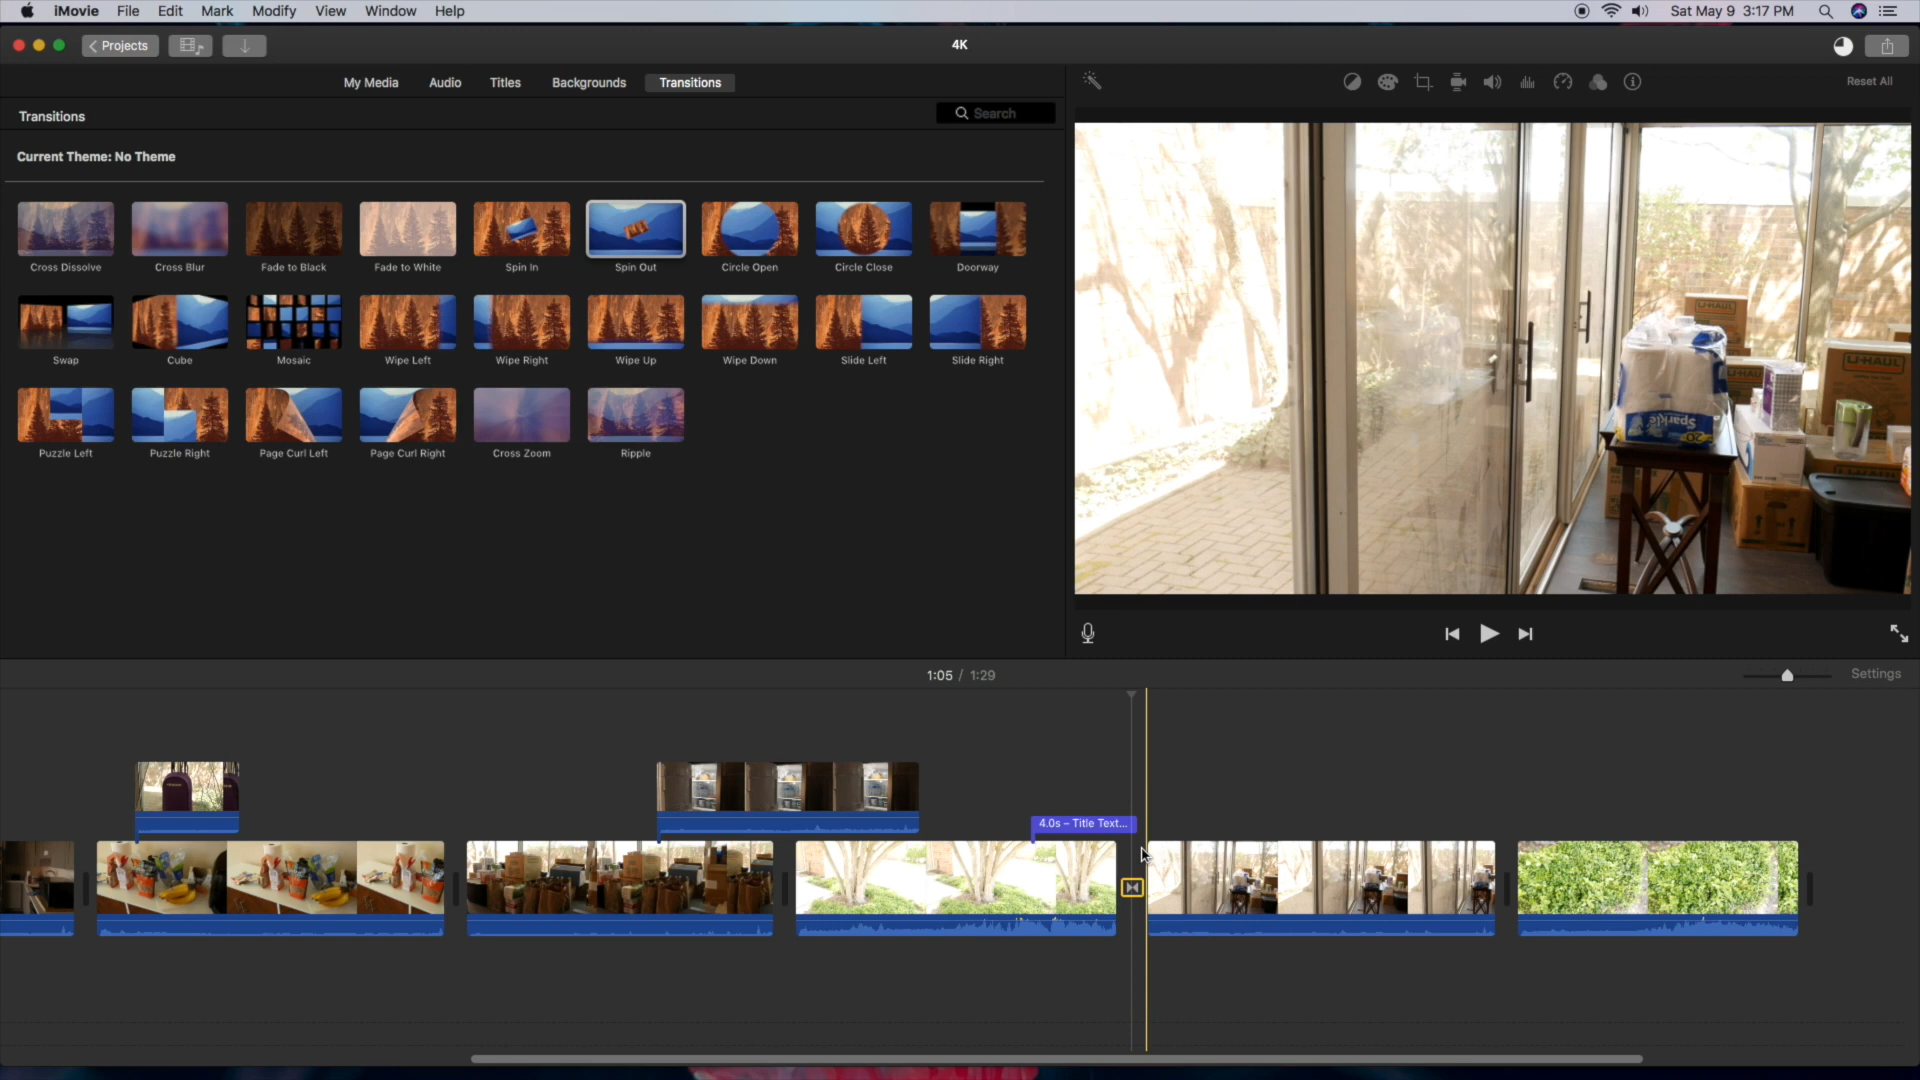 iMovie File Edit Mark Modify View Window Help
Sat May 9 3:17 PM
Projects
4K
My Media Audio Titles Backgrounds Transitions
Reset All
Transitions
Search
Current Theme: No Theme
Cross Dissolve Cross Blur Fade to Black Fade to White Spin In Spin Out Circle Open Circle Close Doorway
Swap Cube Mosaic Wipe Left Wipe Right Wipe Up Wipe Down Slide Left Slide Right
Puzzle Left Puzzle Right Page Curl Left Page Curl Right Cross Zoom Ripple
U-HAUL
U-HAUL
U-HAUL
Sparkle
1:05 / 1:29
Settings
4.0s – Title Text...